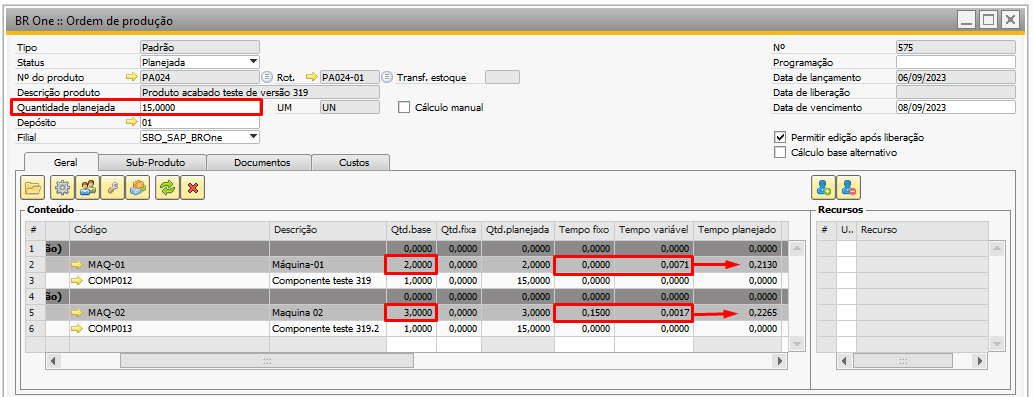 BR One :: Ordem de produção
Tipo Padrão Nº 575
Status Planejada Programação
Nº do produto PA024 Rot. PA024-01 Transf. estoque Data de lançamento 06/09/2023
Descrição produto Produto acabado teste de versão 319 Data de liberação
Quantidade planejada 15,0000 UM UN Cálculo manual Data de vencimento 08/09/2023
Depósito 01
Filial SBO_SAP_BROne Permitir edição após liberação
Cálculo base alternativo
Geral Sub-Produto Documentos Custos
Conteúdo Recursos
# Código Descrição Qtd.base Qtd.fixa Qtd.planejada Tempo fixo Tempo variável Tempo planejado # U.. Recurso
1 ão) 0,0000 0,0000 0,0000 0,0000 0,0000 0,0000
2 MAQ-01 Máquina-01 2,0000 0,0000 2,0000 0,0000 0,0071 0,2130
3 COMP012 Componente teste 319 1,0000 0,0000 15,0000 0,0000 0,0000 0,0000
4 ão) 0,0000 0,0000 0,0000 0,0000 0,0000 0,0000
5 MAQ-02 Maquina 02 3,0000 0,0000 3,0000 0,1500 0,0017 0,2265
6 COMP013 Componente teste 319.2 1,0000 0,0000 15,0000 0,0000 0,0000 0,0000